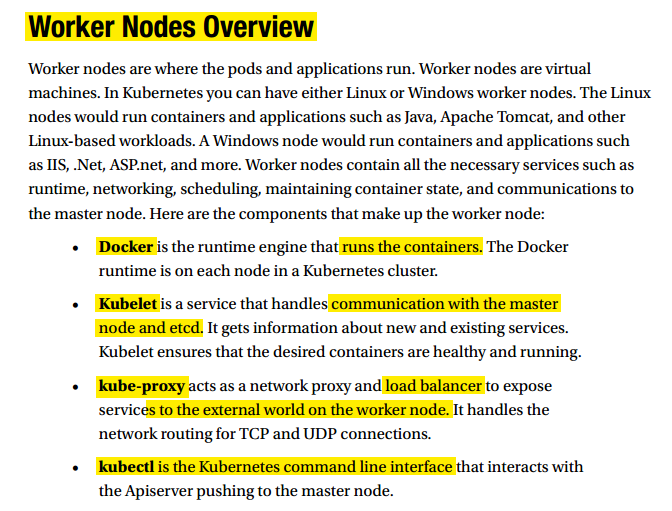 Worker Nodes Overview
Worker nodes are where the pods and applications run. Worker nodes are virtual
machines. In Kubernetes you can have either Linux or Windows worker nodes. The Linux
nodes would run containers and applications such as Java, Apache Tomcat, and other
Linux-based workloads. A Windows node would run containers and applications such
as IIS, .Net, ASP.net, and more. Worker nodes contain all the necessary services such as
runtime, networking, scheduling, maintaining container state, and communications to
the master node. Here are the components that make up the worker node:
• Docker is the runtime engine that runs the containers. The Docker
runtime is on each node in a Kubernetes cluster.
• Kubelet is a service that handles communication with the master
node and etcd. It gets information about new and existing services.
Kubelet ensures that the desired containers are healthy and running.
• kube-proxy acts as a network proxy and load balancer to expose
services to the external world on the worker node. It handles the
network routing for TCP and UDP connections.
• kubectl is the Kubernetes command line interface that interacts with
the Apiserver pushing to the master node.